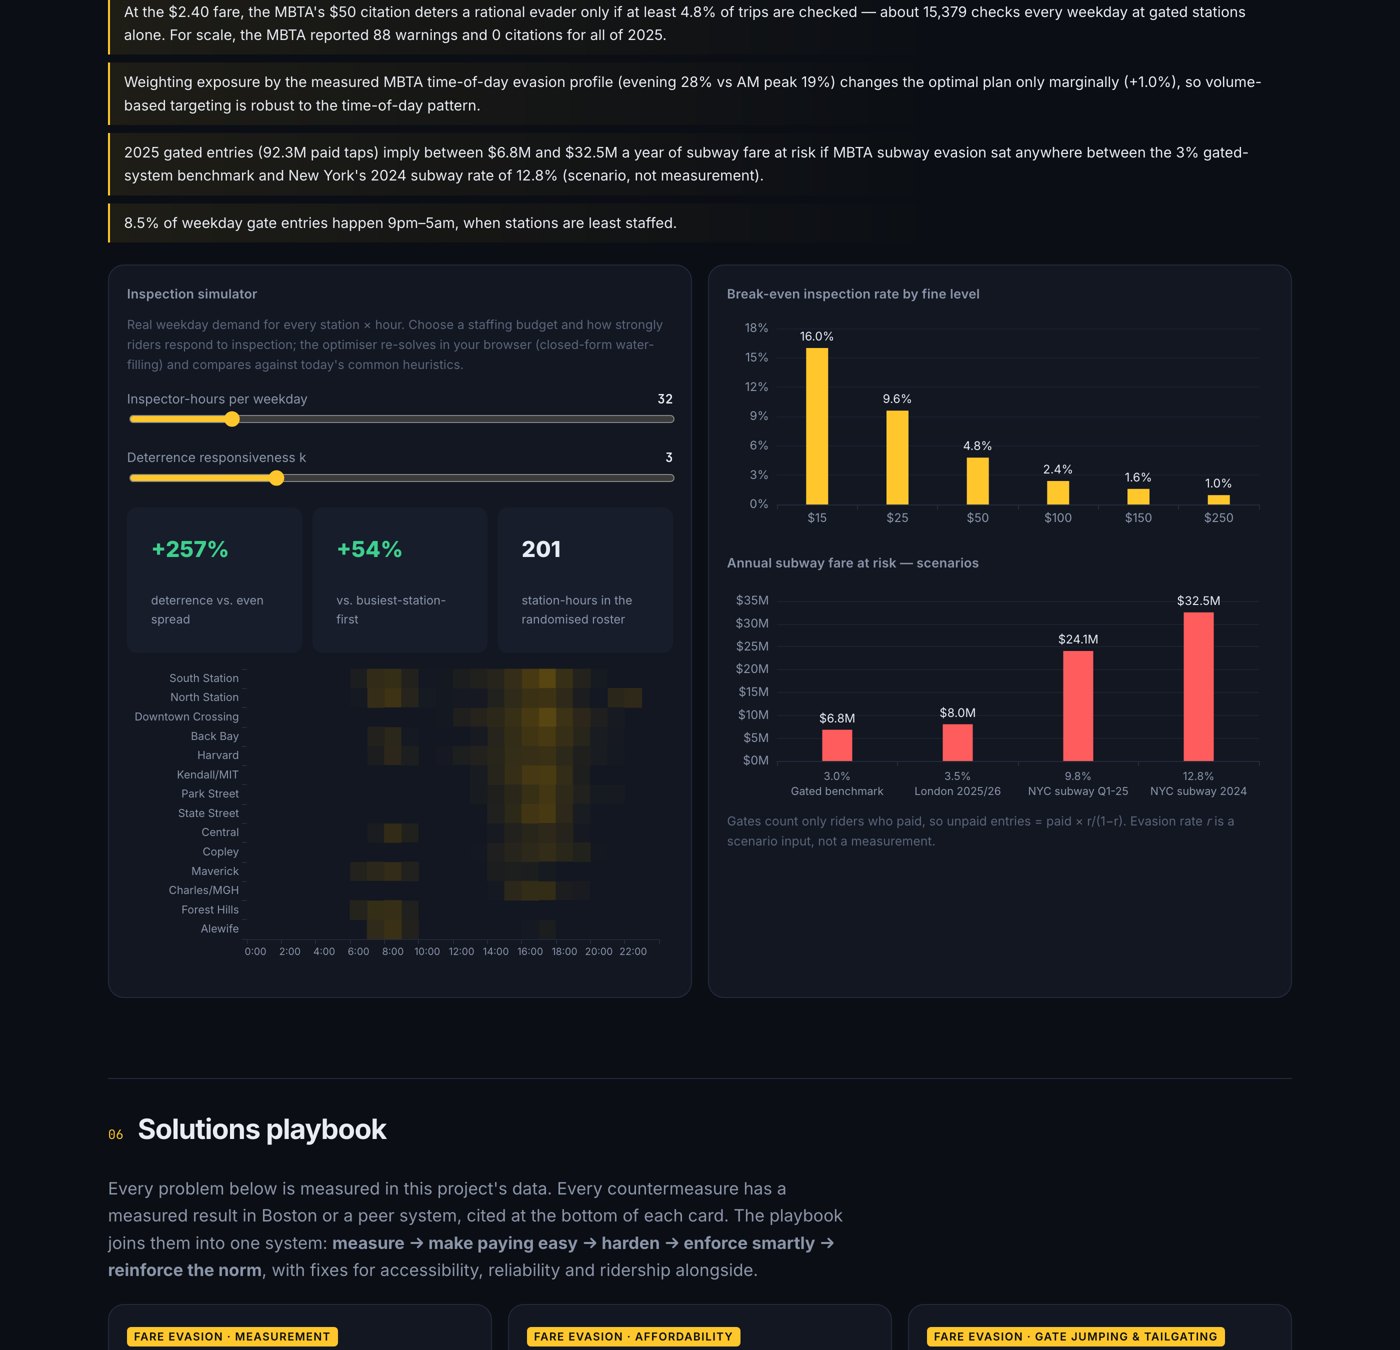 At the $2.40 fare, the MBTA's $50 citation deters a rational evader only if at least 4.8% of trips are checked — about 15,379 checks every weekday at gated stations
alone. For scale, the MBTA reported 88 warnings and 0 citations for all of 2025.
Weighting exposure by the measured MBTA time-of-day evasion profile (evening 28% vs AM peak 19%) changes the optimal plan only marginally (+1.0%), so volume-
based targeting is robust to the time-of-day pattern.
2025 gated entries (92.3M paid taps) imply between $6.8M and $32.5M a year of subway fare at risk if MBTA subway evasion sat anywhere between the 3% gated-
system benchmark and New York's 2024 subway rate of 12.8% (scenario, not measurement).
8.5% of weekday gate entries happen 9pm–5am, when stations are least staffed.
Inspection simulator
Real weekday demand for every station × hour. Choose a staffing budget and how strongly
riders respond to inspection; the optimiser re-solves in your browser (closed-form water-
filling) and compares against today's common heuristics.
Inspector-hours per weekday 32
Deterrence responsiveness k 3
+257%
deterrence vs. even
spread
+54%
vs. busiest-station-
first
201
station-hours in the
randomised roster
South Station
North Station
Downtown Crossing
Back Bay
Harvard
Kendall/MIT
Park Street
State Street
Central
Copley
Maverick
Charles/MGH
Forest Hills
Alewife
0:00 2:00 4:00 6:00 8:00 10:00 12:00 14:00 16:00 18:00 20:00 22:00
Break-even inspection rate by fine level
18%
15%
12%
9%
6%
3%
0%
16.0%
9.6%
4.8%
2.4%
1.6%
1.0%
$15 $25 $50 $100 $150 $250
Annual subway fare at risk — scenarios
$35M
$30M
$25M
$20M
$15M
$10M
$5M
$0M
$6.8M
$8.0M
$24.1M
$32.5M
3.0% 3.5% 9.8% 12.8%
Gated benchmark London 2025/26 NYC subway Q1-25 NYC subway 2024
Gates count only riders who paid, so unpaid entries = paid × r/(1−r). Evasion rate r is a
scenario input, not a measurement.
06 Solutions playbook
Every problem below is measured in this project's data. Every countermeasure has a
measured result in Boston or a peer system, cited at the bottom of each card. The playbook
joins them into one system: measure → make paying easy → harden → enforce smartly →
reinforce the norm, with fixes for accessibility, reliability and ridership alongside.
FARE EVASION · MEASUREMENT
FARE EVASION · AFFORDABILITY
FARE EVASION · GATE JUMPING & TAILGATING